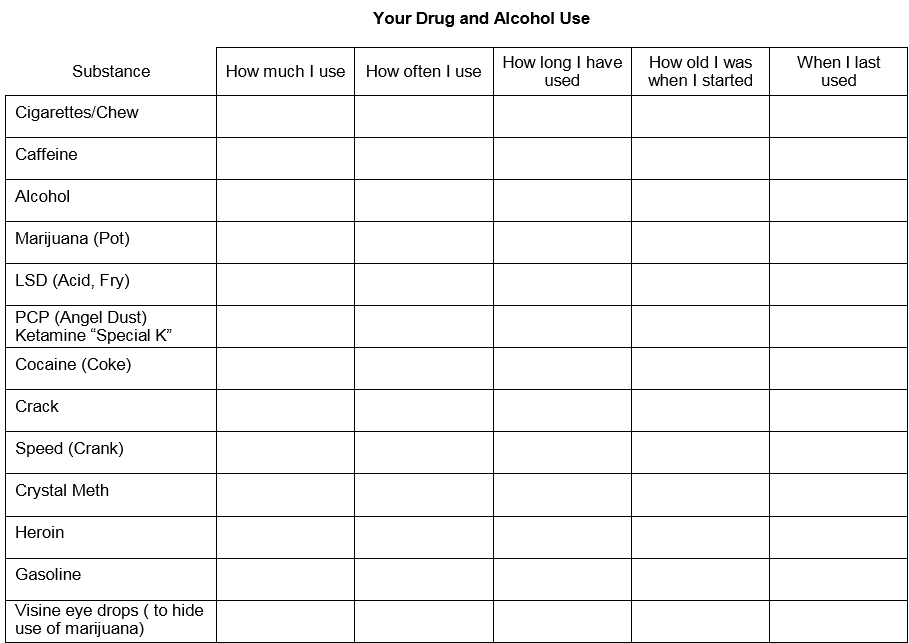 Your Drug and Alcohol Use
Substance
How much I use
How often I use
How long I have
used
How old I was
when I started
When I last
used
Cigarettes/Chew
Caffeine
Alcohol
Marijuana (Pot)
LSD (Acid, Fry)
PCP (Angel Dust)
Ketamine “Special K”
Cocaine (Coke)
Crack
Speed (Crank)
Crystal Meth
Heroin
Gasoline
Visine eye drops ( to hide
use of marijuana)